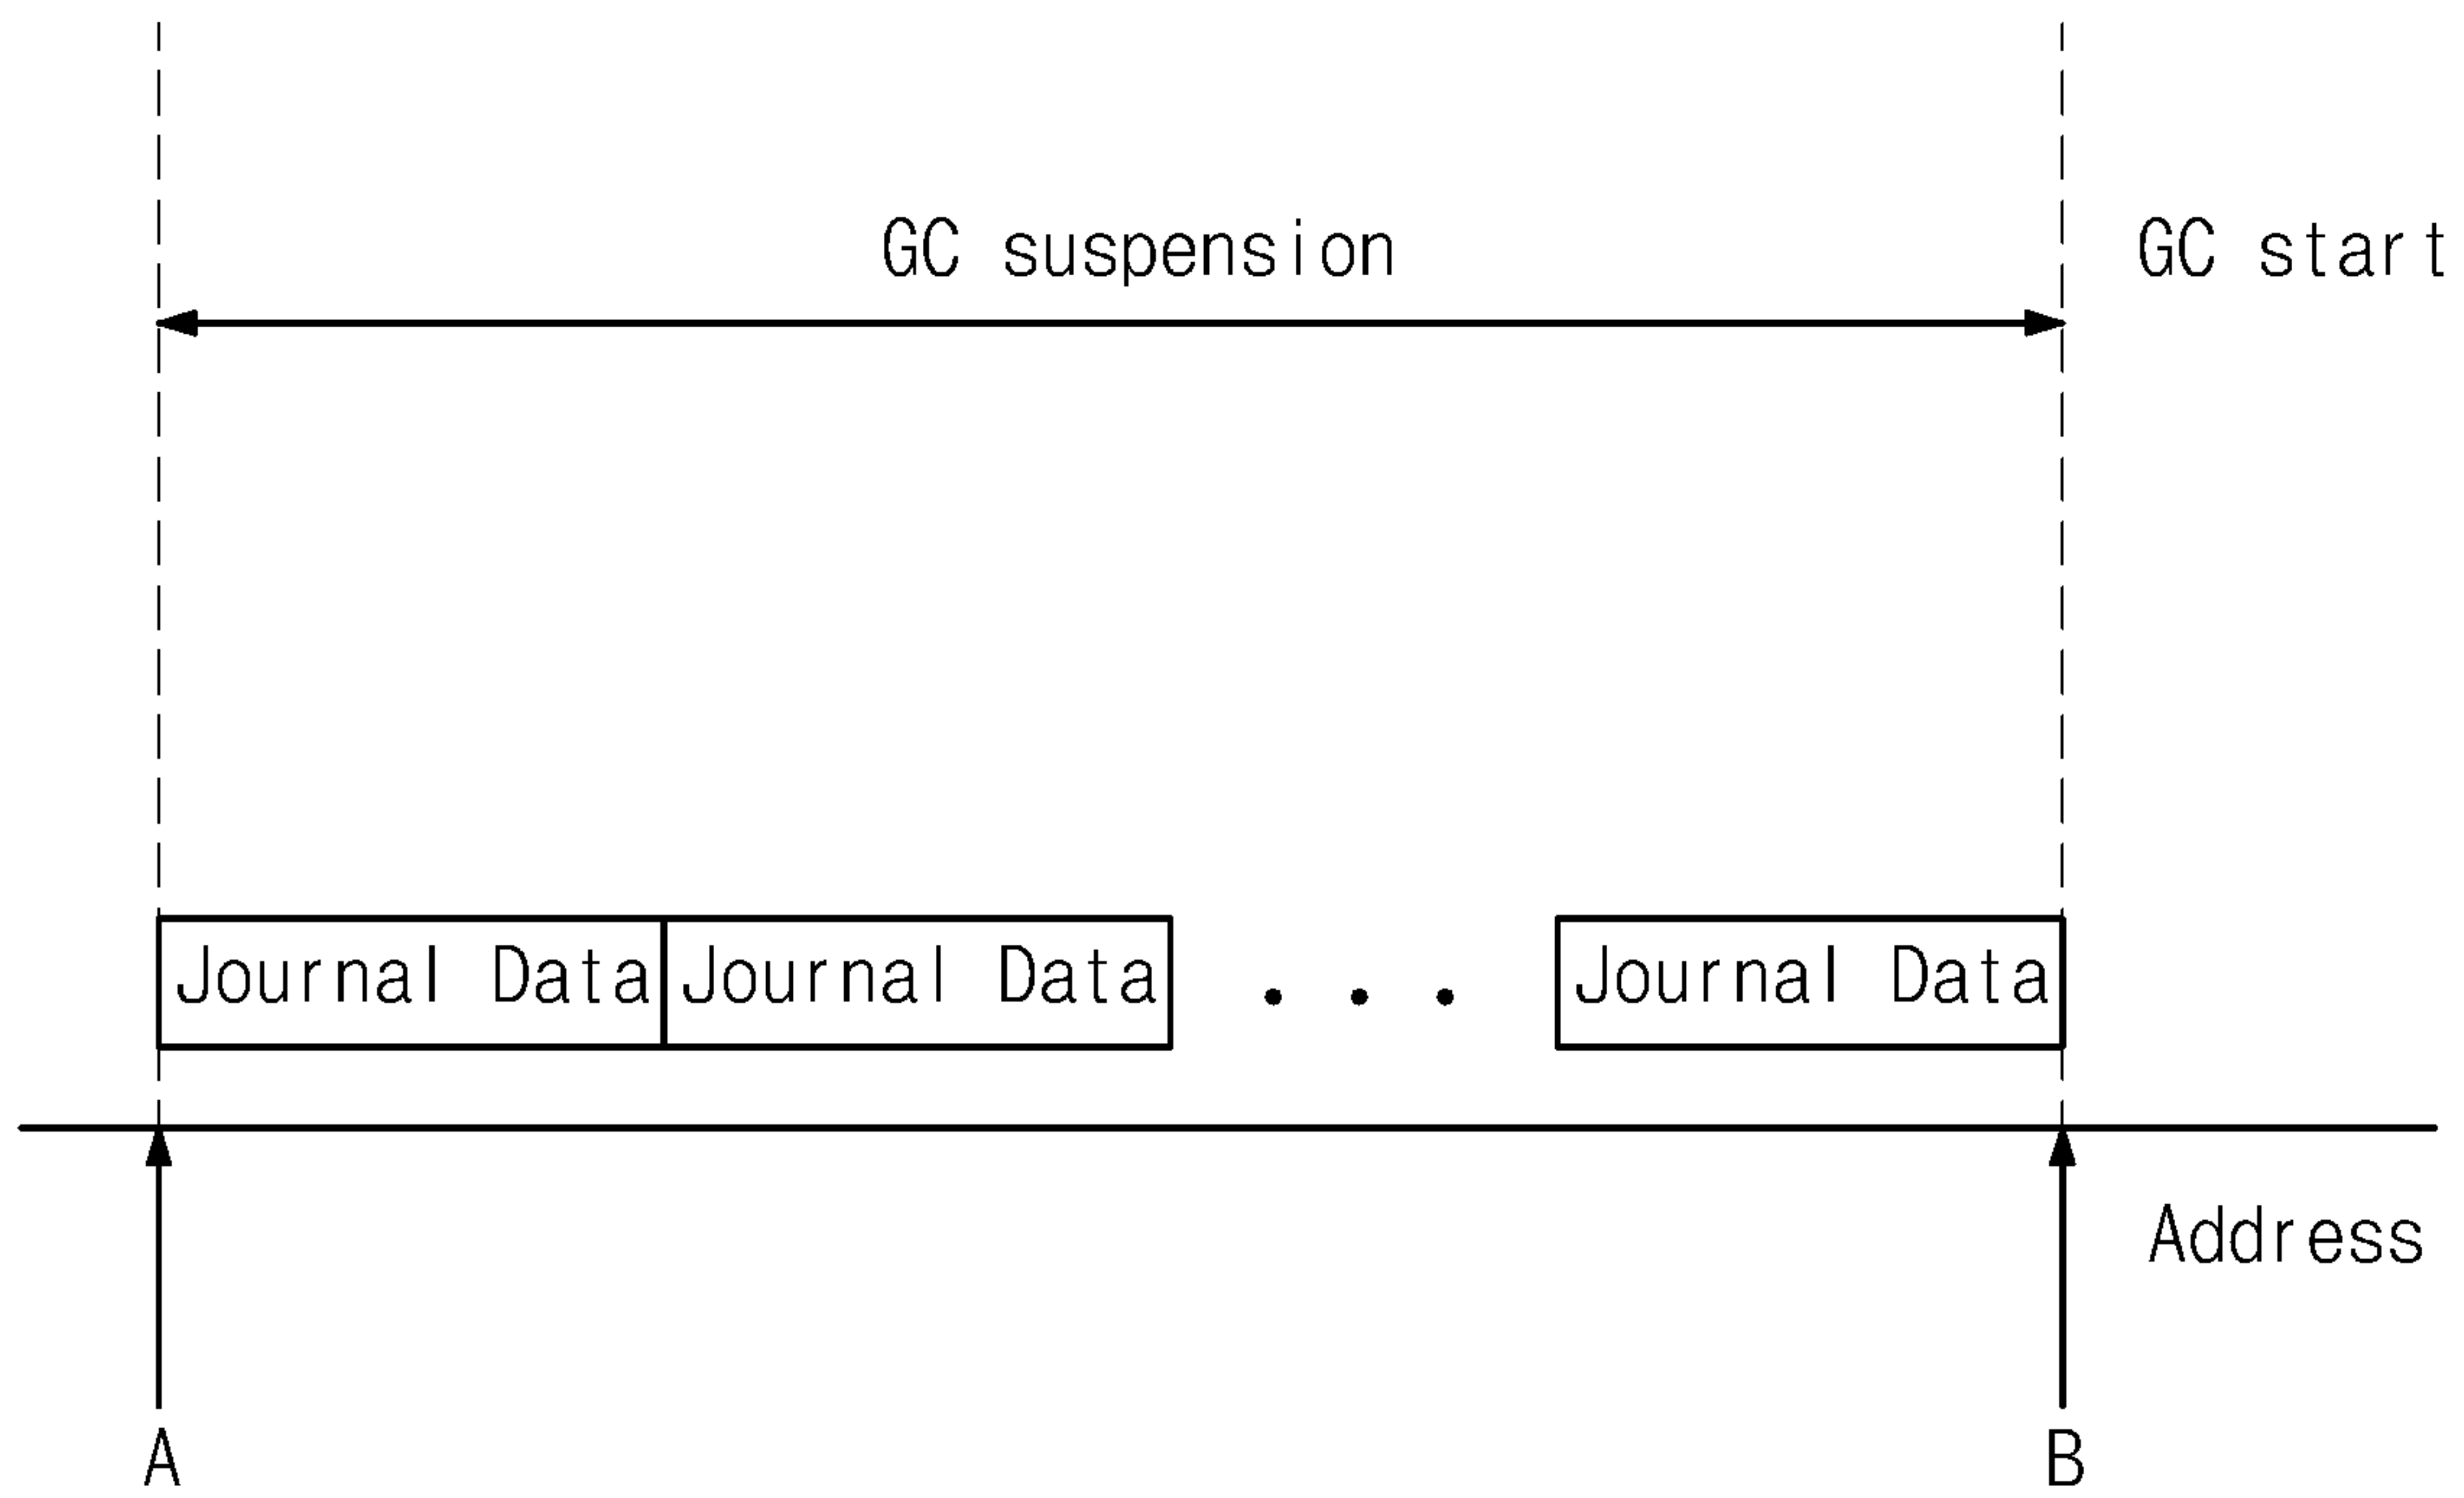 GC suspension
GC start
Journal Data Journal Data . . . Journal Data
Address
A
B